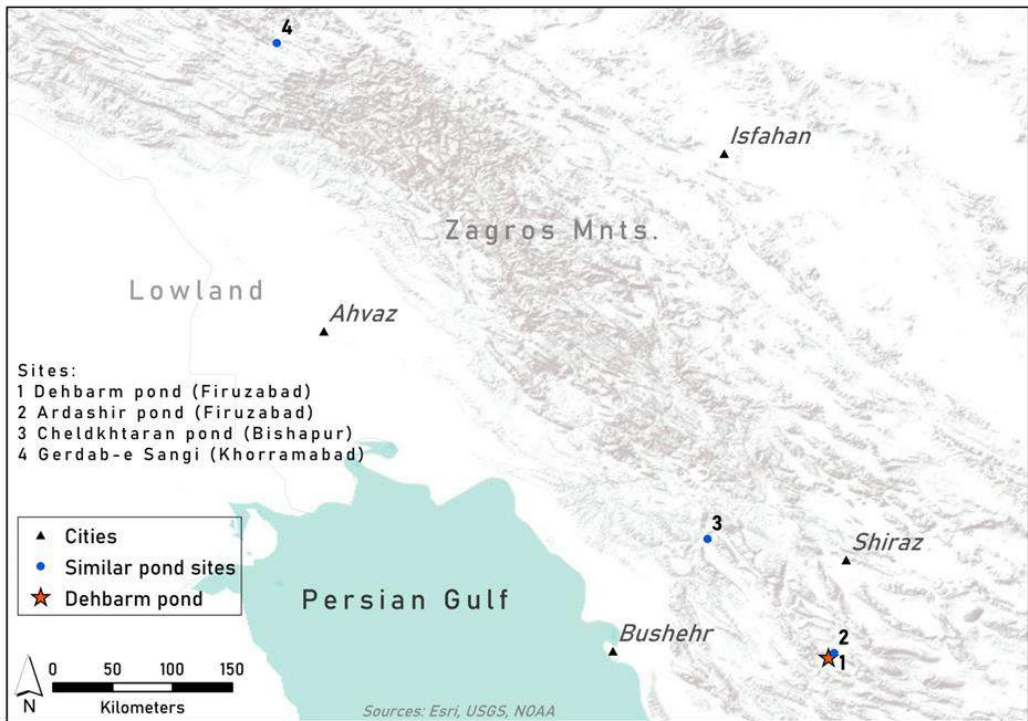 4
Isfahan
Zagros Mnts.
Lowland
Ahvaz
Sites:
1 Dehbarm pond (Firuzabad)
2 Ardashir pond (Firuzabad)
3 Cheldkhtaran pond (Bishapur)
4 Gerdab-e Sangi (Khorramabad)
3
Shiraz
Cities
Similar pond sites
Dehbarm pond
Persian Gulf
Bushehr
2
1
0 50 100 150
Kilometers
N
Sources: Esri, USGS, NOAA